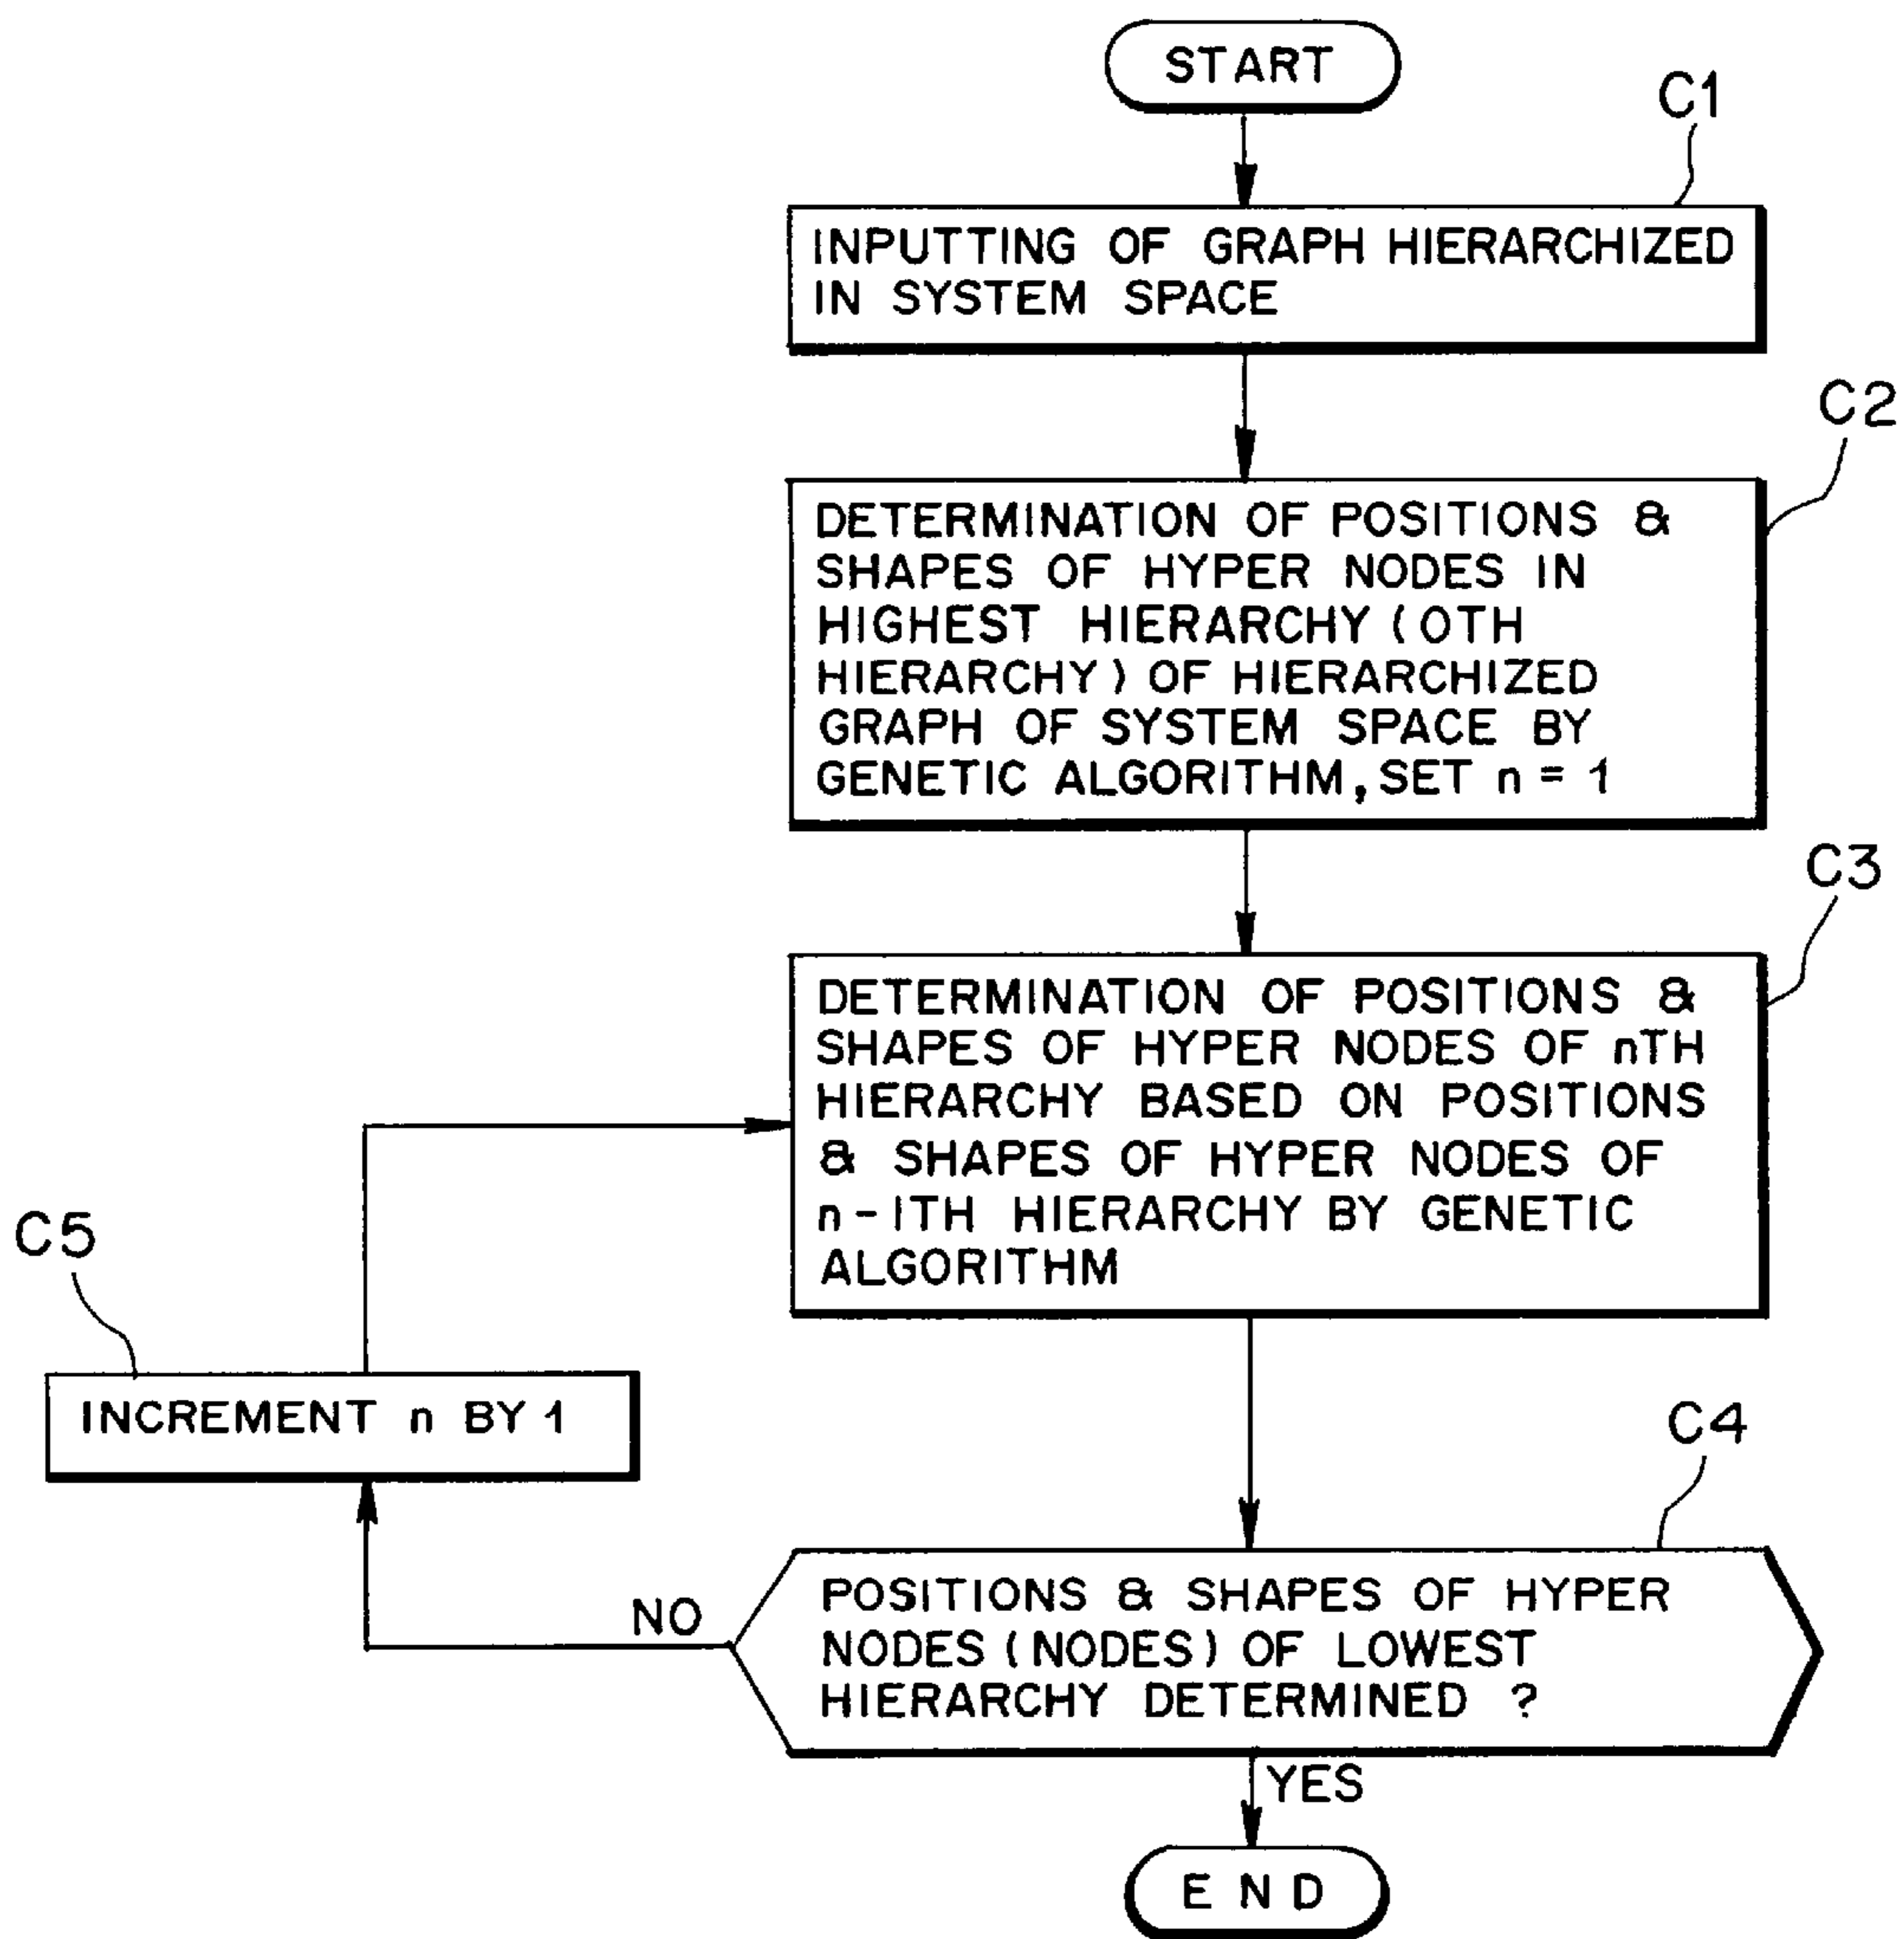 START
C1
INPUTTING OF GRAPH HIERARCHIZED
IN SYSTEM SPACE
C2
DETERMINATION OF POSITIONS &
SHAPES OF HYPER NODES IN
HIGHEST HIERARCHY (0TH
HIERARCHY) OF HIERARCHIZED
GRAPH OF SYSTEM SPACE BY
GENETIC ALGORITHM, SET n = 1
C3
DETERMINATION OF POSITIONS &
SHAPES OF HYPER NODES OF nTH
HIERARCHY BASED ON POSITIONS
& SHAPES OF HYPER NODES OF
n-1TH HIERARCHY BY GENETIC
ALGORITHM
C5
INCREMENT n BY 1
C4
POSITIONS & SHAPES OF HYPER
NODES (NODES) OF LOWEST
HIERARCHY DETERMINED ?
NO
YES
END